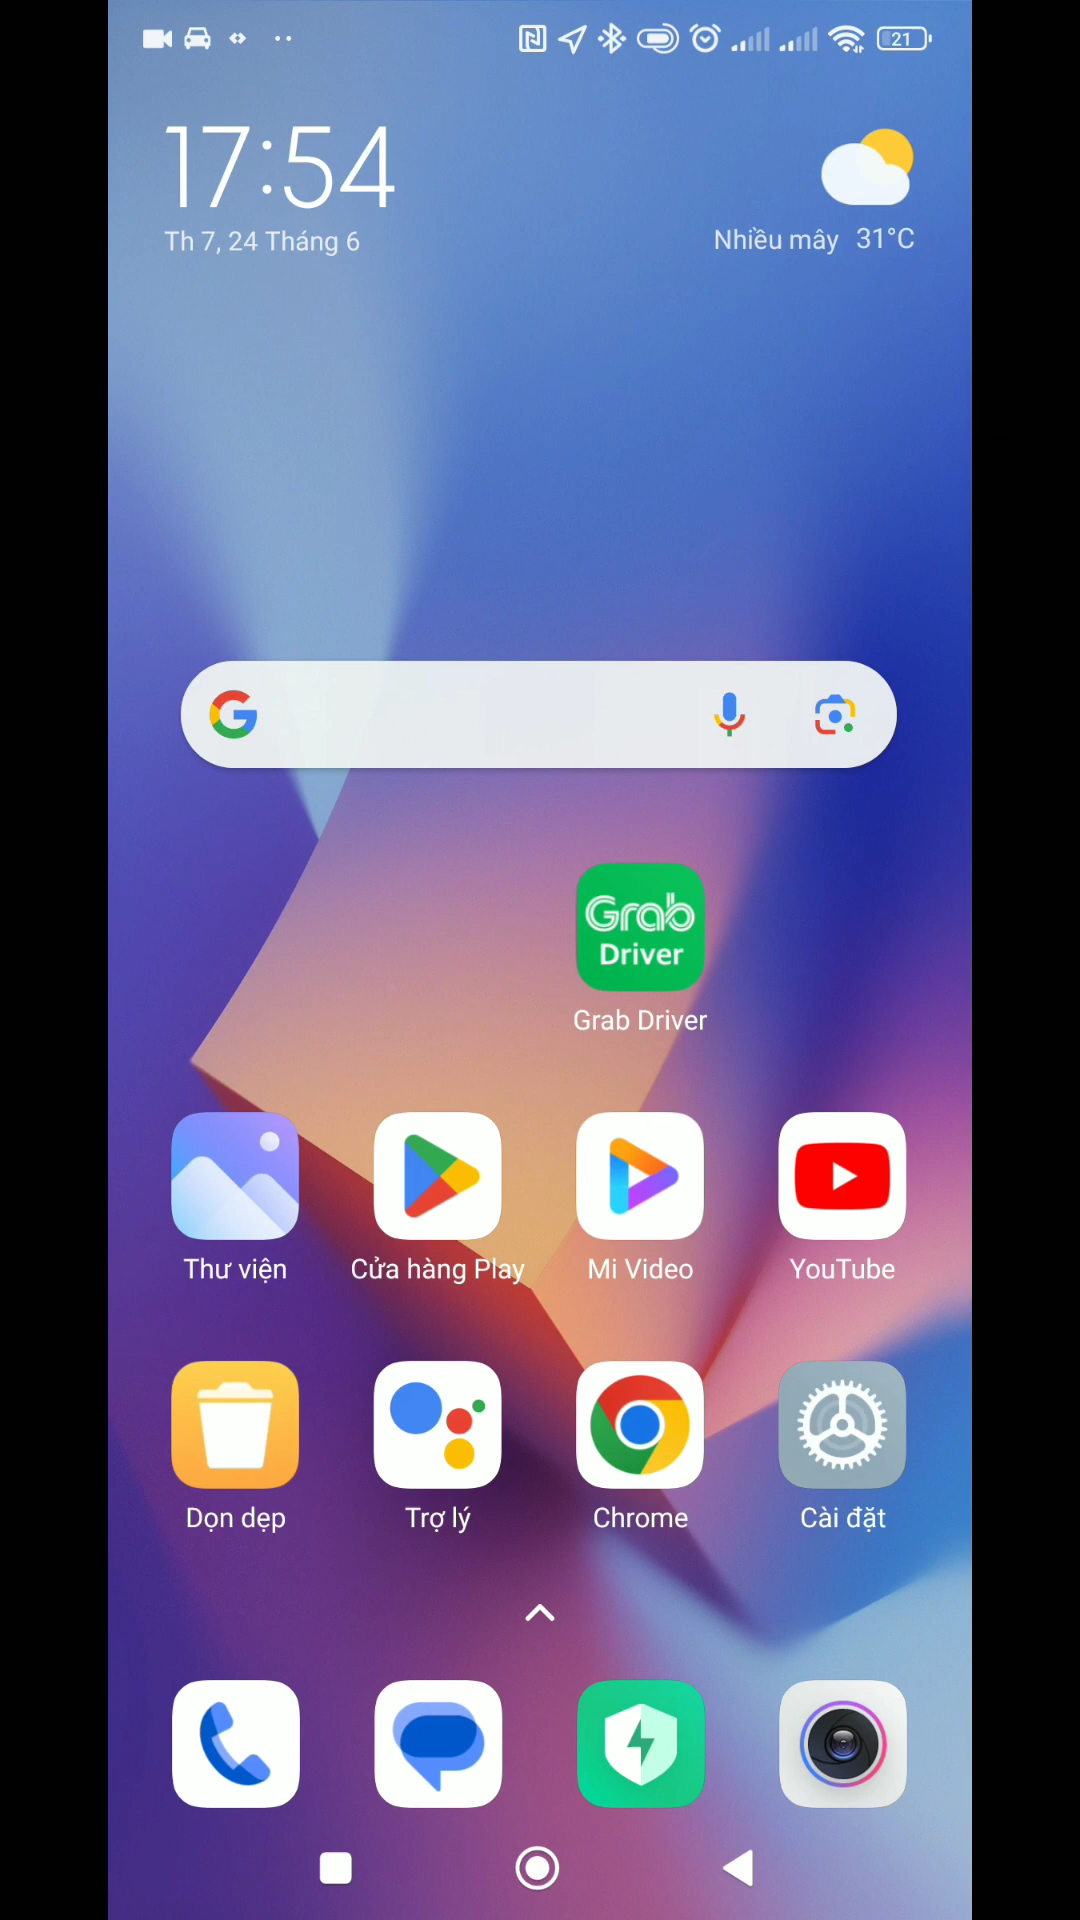 21
17:54
Th 7, 24 Tháng 6
Nhiều mây 31°C
Grab
Driver
Grab Driver
Thư viện
Cửa hàng Play
Mi Video
YouTube
Dọn dẹp
Trợ lý
Chrome
Cài đặt